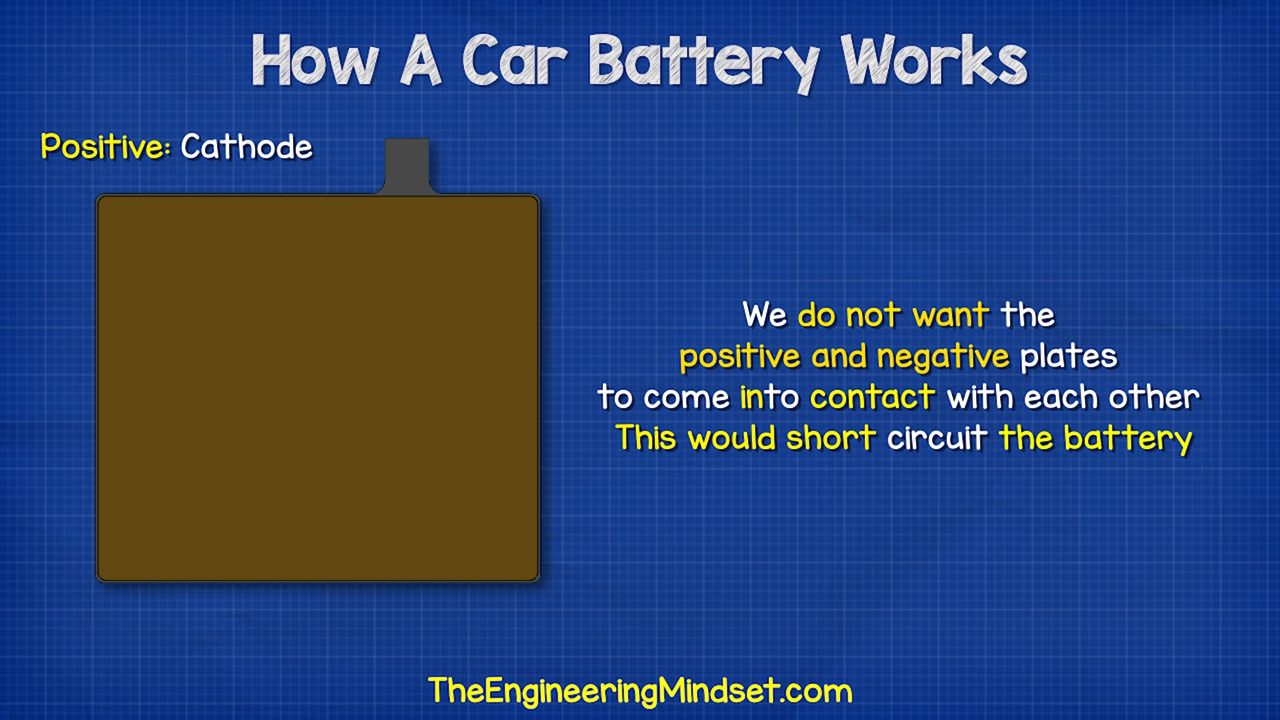 How A Car Battery Works
Positive: Cathode
We do not want the
positive and negative plates
to come into contact with each other
This would short circuit the battery
TheEngineeringMindset.com